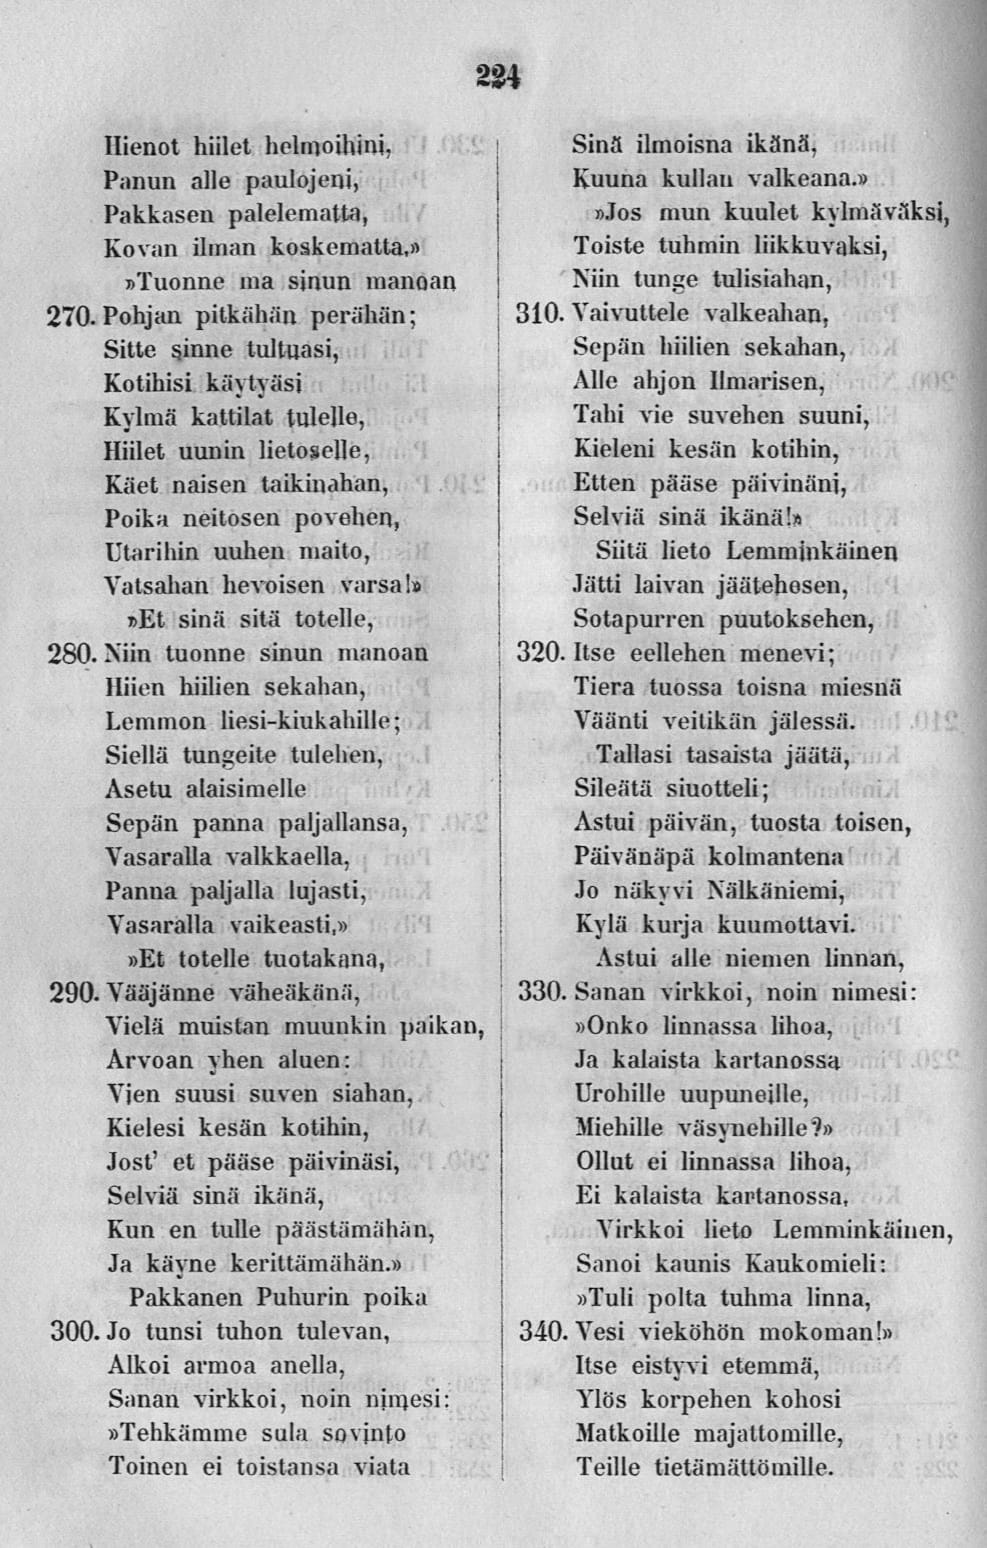 224
Hienot hiilet helmoihini,
Panun alle paulojeni,
Pakkasen palelematta,
Kovan ilman koskematta,»
»Tuonne ma sinun manoan
270. Pohjan pitkähän perähän;
Sitte sinne tultuasi,
Kotihisi käytyäsi
Kylmä kattilat tulelle,
Hiilet uunin lietoselle,
Käet naisen taikinahan,
Poika neitosen povehen,
Utarihin uuhen maito,
Vatsahan hevoisen varsa!»
»Et sinä sitä totelle,
280. Niin tuonne sinun manoan
Hiien hiilien sekahan,
Lemmon liesi-kiukahille;
Siellä tungeite tulehen,
Asetu alaisimelle
Sepän panna paljallansa,
Vasaralla valkkaella,
Panna paljalla lujasti,
Vasaralla vaikeasti,»
»Et totelle tuotakana,
290. Vääjänne väheäkänä,
Vielä muistan muunkin paikan,
Arvoan yhen aluen:
Vien suusi suven siahan,
Kielesi kesän kotihin,
Jost' et pääse päivinäsi,
Selviä sinä ikänä,
Kun en tulle päästämähän,
Ja käyne kerittämähän.»
Pakkanen Puhurin poika
300. Jo tunsi tuhon tulevan,
Alkoi armoa anella,
Sanan virkkoi, noin nimesi:
»Tehkämme sula sovinto
Toinen ei toistansa viata
Sinä ilmoisna ikänä,
Kuuna kullan valkeana.»
»Jos mun kuulet kylmäväksi,
Toiste tuhmin liikkuvaksi,
Niin tunge tulisiahan,
310. Vaivuttele valkeahan,
Sepän hiilien sekahan,
Alle ahjon Ilmarisen,
Tahi vie suvehen suuni,
Kieleni kesän kotihin,
Etten pääse päivinäni,
Selviä sinä ikänä!»
Siitä lieto Lemminkäinen
Jätti laivan jäätehesen,
Sotapurren puutoksehen,
320. Itse eellehen menevi;
Tiera tuossa toisna miesnä
Väänti veitikän jälessä.
Tallasi tasaista jäätä,
Sileätä siuotteli;
Astui päivän, tuosta toisen,
Päivänäpä kolmantena
Jo näkyvi Nälkäniemi,
Kylä kurja kuumottavi.
Astui alle niemen linnan,
330. Sanan virkkoi, noin nimesi:
»Onko linnassa lihoa,
Ja kalaista kartanossa
Urohille uupuneille,
Miehille väsynehille?»
Ollut ei linnassa lihoa,
Ei kalaista kartanossa,
Virkkoi lieto Lemminkäinen,
Sanoi kaunis Kaukomieli:
»Tuli polta tuhma linna,
340. Vesi vieköhön mokoman!»
Itse eistyvi etemmä,
Ylös korpehen kohosi
Matkoille majattomille,
Teille tietämättömille.